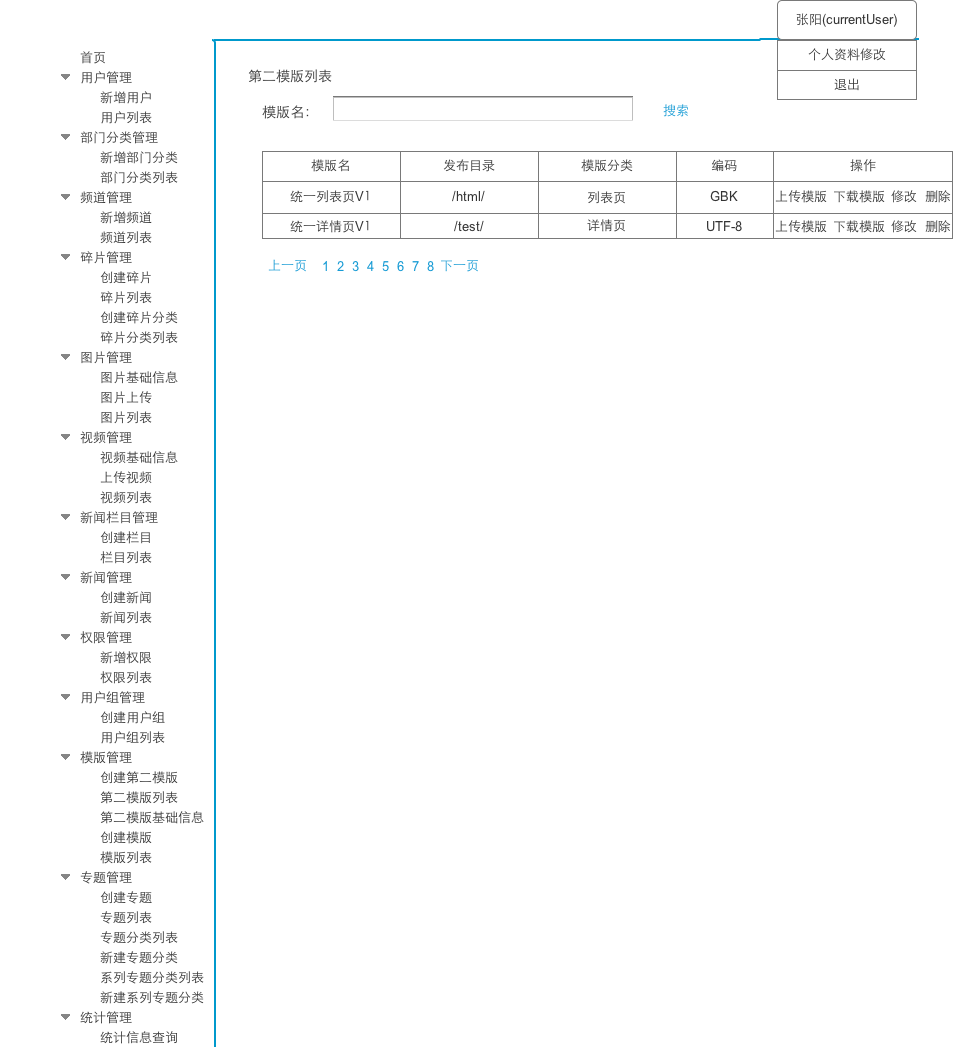 张阳(currentUser)
个人资料修改
退出
首页
用户管理
新增用户
用户列表
部门分类管理
新增部门分类
部门分类列表
频道管理
新增频道
频道列表
碎片管理
创建碎片
碎片列表
创建碎片分类
碎片分类列表
图片管理
图片基础信息
图片上传
图片列表
视频管理
视频基础信息
上传视频
视频列表
新闻栏目管理
创建栏目
栏目列表
新闻管理
创建新闻
新闻列表
权限管理
新增权限
权限列表
用户组管理
创建用户组
用户组列表
模版管理
创建第二模版
第二模版列表
第二模版基础信息
创建模版
模版列表
专题管理
创建专题
专题列表
专题分类列表
新建专题分类
系列专题分类列表
新建系列专题分类
统计管理
统计信息查询
第二模版列表
模版名: 搜索
模版名 发布目录 模版分类 编码 操作
统一列表页V1 /html/ 列表页 GBK 上传模版 下载模版 修改 删除
统一详情页V1 /test/ 详情页 UTF-8 上传模版 下载模版 修改 删除
上一页 1 2 3 4 5 6 7 8 下一页